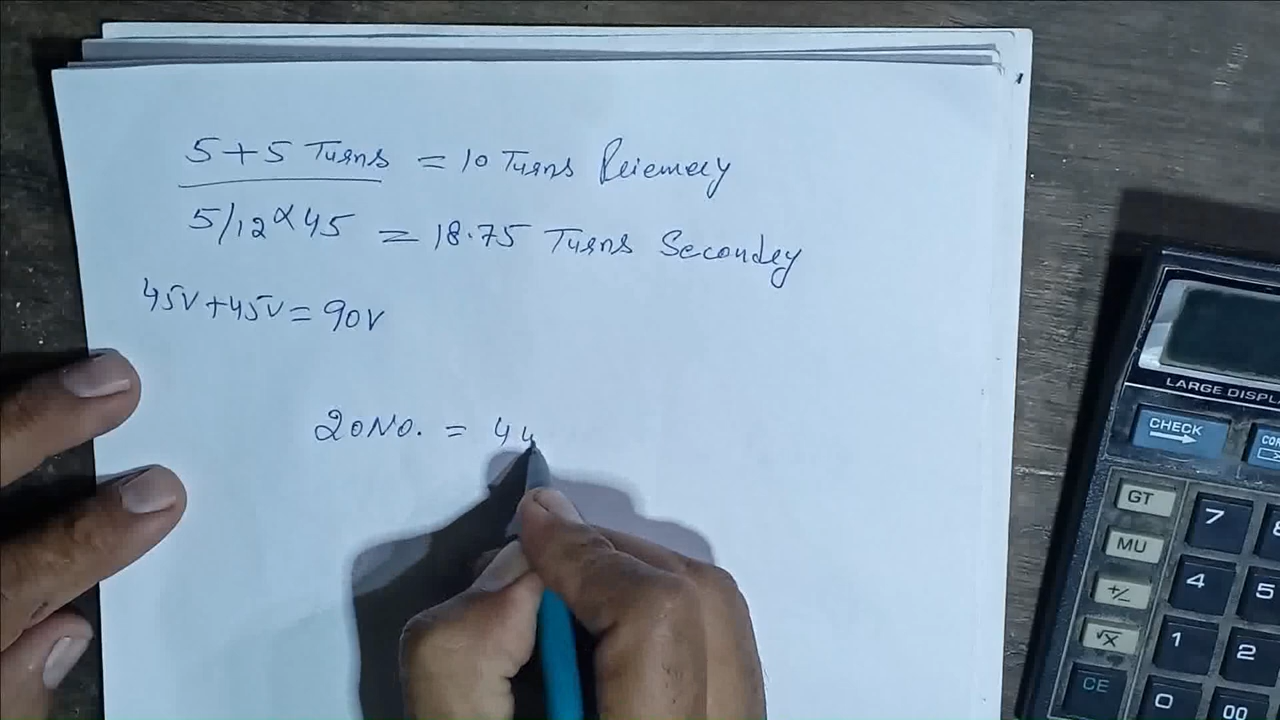 5+5 Turns = 10 Turns Peiemaey
5/12×45 = 18.75 Turns Secondey
45V+45V=90V
20NO. = 44
LARGE DISPL
CHECK
GT
MU
+/-
√X
CE
7
4
5
1
2
0
00